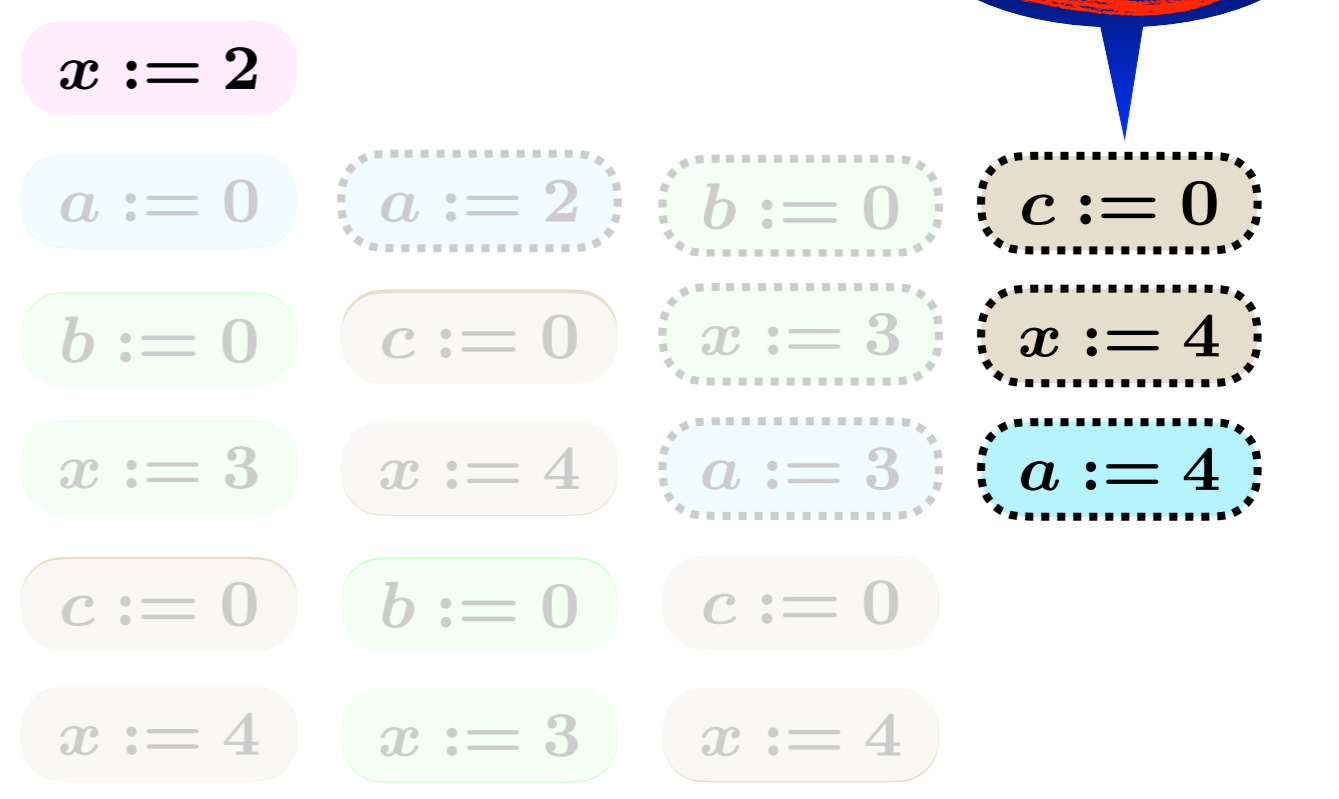 x := 2
a := 0 a := 2 b := 0 c := 0
b := 0 c := 0 x := 3 x := 4
x := 3 x := 4 a := 3 a := 4
c := 0 b := 0 c := 0
x := 4 x := 3 x := 4